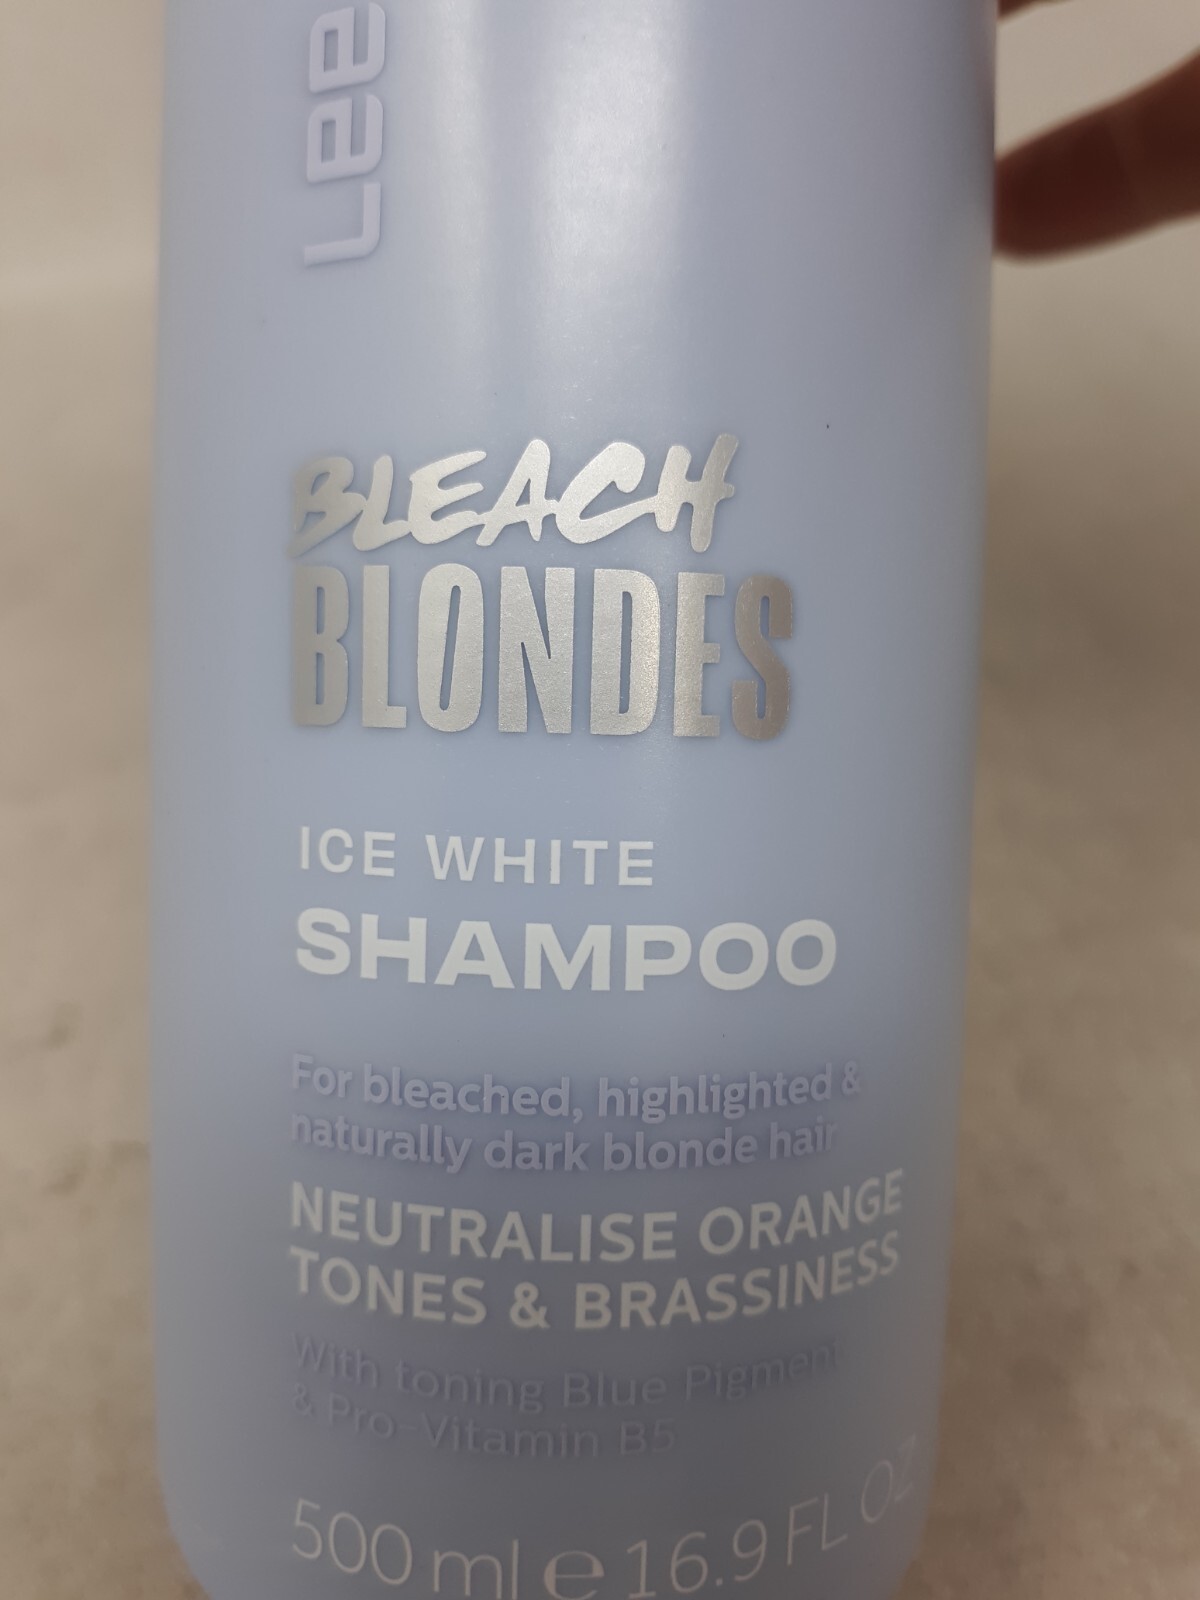 Lee
BLEACH
BLONDES
ICE WHITE
SHAMPOO
For bleached, highlighted &
naturally dark blonde hair
NEUTRALISE ORANGE
TONES & BRASSINESS
With toning Blue Pigment
& Pro-Vitamin B5
500 ml e 16.9 FL OZ